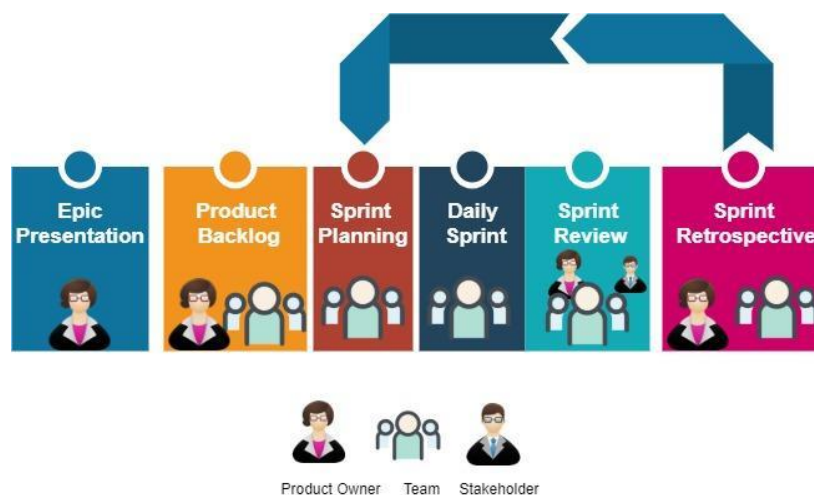 Epic
Presentation
Product
Backlog
Sprint
Planning
Daily
Sprint
Sprint
Review
Sprint
Retrospective
Product Owner
Team
Stakeholder